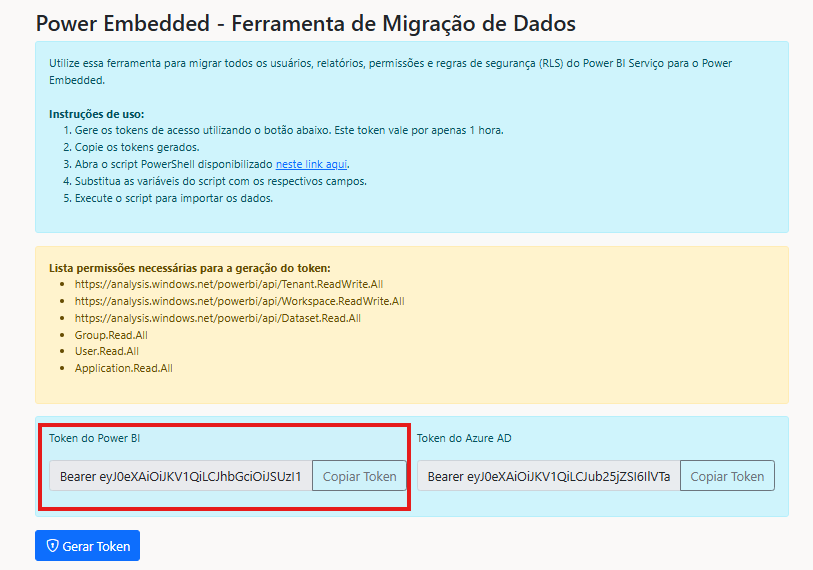 Power Embedded - Ferramenta de Migração de Dados
Utilize essa ferramenta para migrar todos os usuários, relatórios, permissões e regras de segurança (RLS) do Power BI Serviço para o Power
Embedded.
Instruções de uso:
1. Gere os tokens de acesso utilizando o botão abaixo. Este token vale por apenas 1 hora.
2. Copie os tokens gerados.
3. Abra o script PowerShell disponibilizado neste link aqui.
4. Substitua as variáveis do script com os respectivos campos.
5. Execute o script para importar os dados.
Lista permissões necessárias para a geração do token:
• https://analysis.windows.net/powerbi/api/Tenant.ReadWrite.All
• https://analysis.windows.net/powerbi/api/Workspace.ReadWrite.All
• https://analysis.windows.net/powerbi/api/Dataset.Read.All
• Group.Read.All
• User.Read.All
• Application.Read.All
Token do Power BI
Bearer eyJ0eXAiOiJKV1QiLCJhbGciOiJSUzI1
Copiar Token
Token do Azure AD
Bearer eyJ0eXAiOiJKV1QiLCJub25jZSI6IlVTa
Copiar Token
Gerar Token